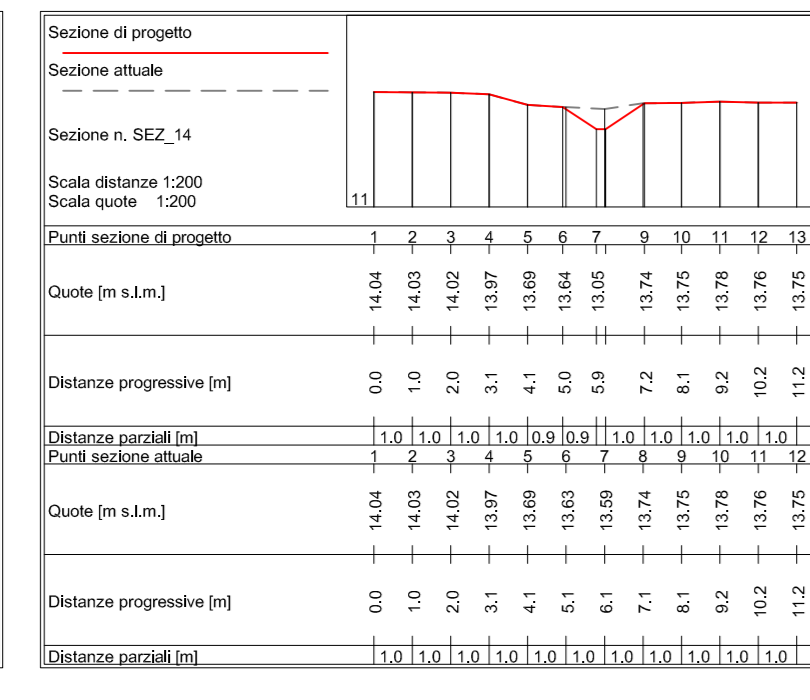 Sezione di progetto
Sezione attuale
Sezione n. SEZ_14
Scala distanze 1:200
Scala quote 1:200
11
Punti sezione di progetto 1 2 3 4 5 6 7 9 10 11 12 13
Quote [m s.l.m.] 14.04 14.03 14.02 13.97 13.69 13.64 13.05 13.74 13.75 13.78 13.76 13.75
Distanze progressive [m] 0.0 1.0 2.0 3.1 4.1 5.0 5.9 7.2 8.1 9.2 10.2 11.2
Distanze parziali [m] 1.0 1.0 1.0 1.0 0.9 0.9 1.0 1.0 1.0 1.0 1.0
Punti sezione attuale 1 2 3 4 5 6 7 8 9 10 11 12
Quote [m s.l.m.] 14.04 14.03 14.02 13.97 13.69 13.63 13.59 13.74 13.75 13.78 13.76 13.75
Distanze progressive [m] 0.0 1.0 2.0 3.1 4.1 5.1 6.1 7.1 8.1 9.2 10.2 11.2
Distanze parziali [m] 1.0 1.0 1.0 1.0 1.0 1.0 1.0 1.0 1.0 1.0 1.0